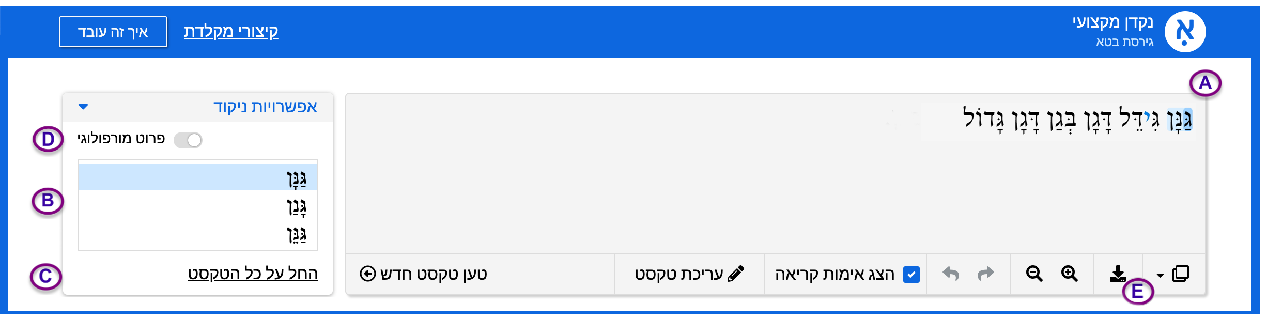 נקדן מקצועי
גירסת בטא
קיצורי מקלדת
איך זה עובד
A
גַּנָּן גִּידֵּל דָּגָן בְּגַן דָּגָן גָּדוֹל
אפשרויות ניקוד
D
פרוט מורפולוגי
B
גַּנָּן
גָּנַן
גַּנֵּן
C
החל על כל הטקסט
E
הצג אימות קריאה
עריכת טקסט
טען טקסט חדש